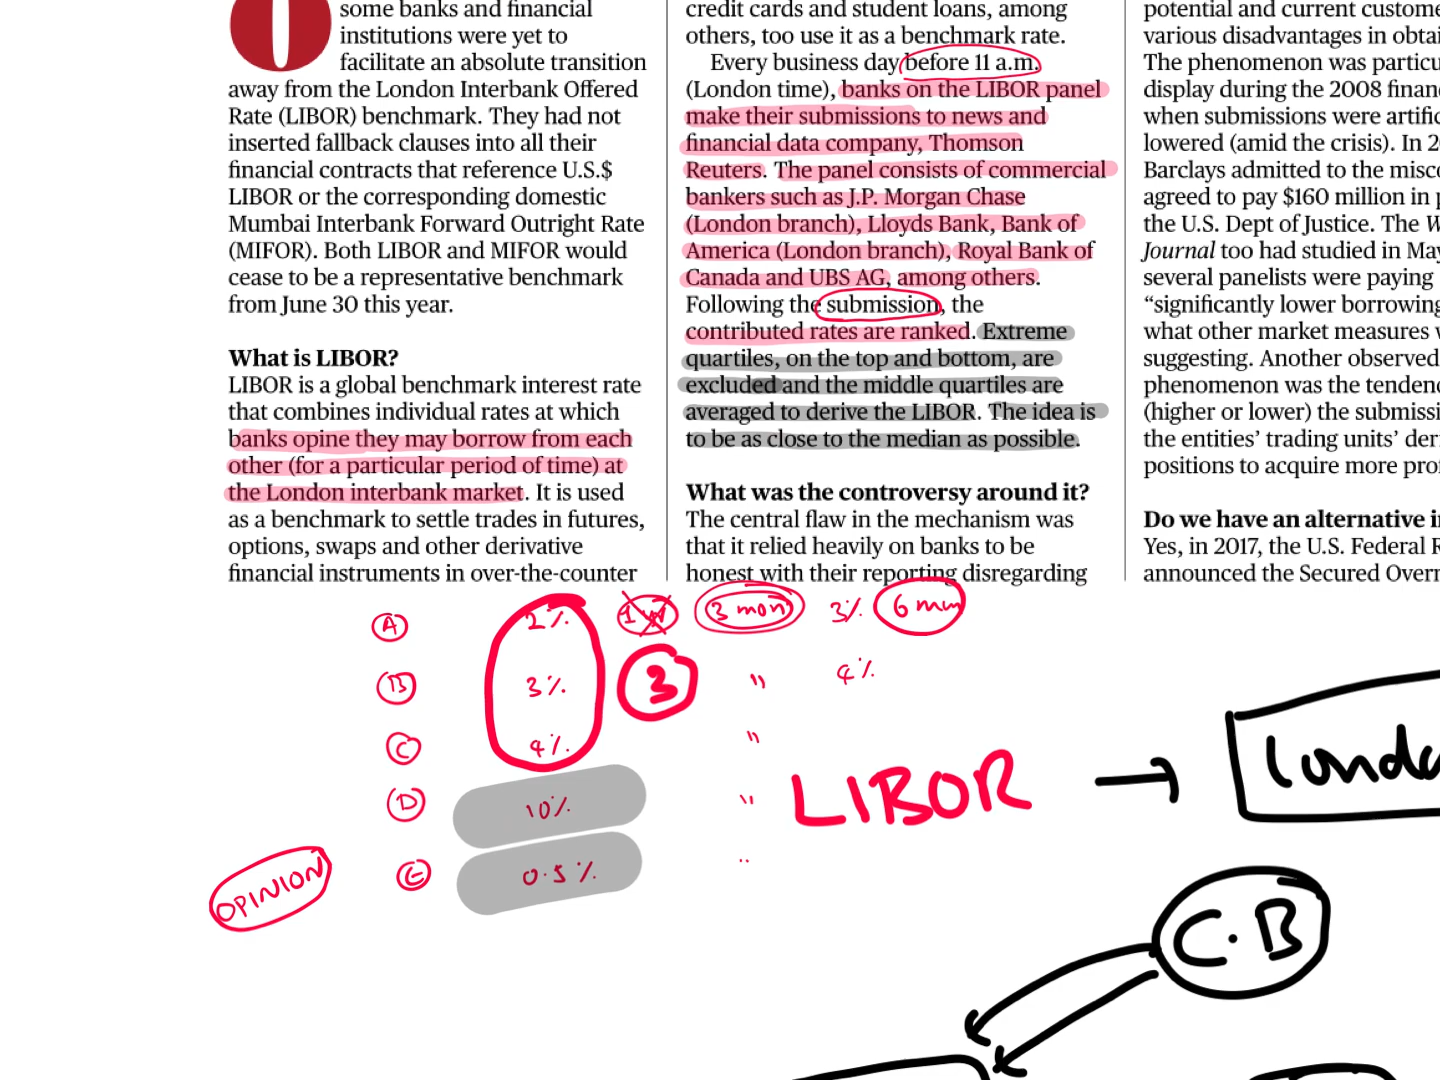 some banks and financial
institutions were yet to
facilitate an absolute transition
away from the London Interbank Offered
Rate (LIBOR) benchmark. They had not
inserted fallback clauses into all their
financial contracts that reference U.S.$
LIBOR or the corresponding domestic
Mumbai Interbank Forward Outright Rate
(MIFOR). Both LIBOR and MIFOR would
cease to be a representative benchmark
from June 30 this year.
What is LIBOR?
LIBOR is a global benchmark interest rate
that combines individual rates at which
banks opine they may borrow from each
other (for a particular period of time) at
the London interbank market. It is used
as a benchmark to settle trades in futures,
options, swaps and other derivative
financial instruments in over-the-counter
credit cards and student loans, among
others, too use it as a benchmark rate.
Every business day before 11 a.m.
(London time), banks on the LIBOR panel
make their submissions to news and
financial data company, Thomson
Reuters. The panel consists of commercial
bankers such as J.P. Morgan Chase
(London branch), Lloyds Bank, Bank of
America (London branch), Royal Bank of
Canada and UBS AG, among others.
Following the submission, the
contributed rates are ranked. Extreme
quartiles, on the top and bottom, are
excluded and the middle quartiles are
averaged to derive the LIBOR. The idea is
to be as close to the median as possible.
What was the controversy around it?
The central flaw in the mechanism was
that it relied heavily on banks to be
honest with their reporting disregarding
potential and current custome
various disadvantages in obtai
The phenomenon was particu
display during the 2008 finan
when submissions were artific
lowered (amid the crisis). In 2
Barclays admitted to the misco
agreed to pay $160 million in p
the U.S. Dept of Justice. The W
Journal too had studied in May
several panelists were paying
“significantly lower borrowing
what other market measures w
suggesting. Another observed
phenomenon was the tendenc
(higher or lower) the submissi
the entities’ trading units’ deri
positions to acquire more prof
Do we have an alternative i
Yes, in 2017, the U.S. Federal R
announced the Secured Overn
A 2% 3 mon 3% 6 mon
B 3% 3 " 4%
C 4% "
D 10% "
E 0.5% "
OPINION
LIBOR → Londo
C.B